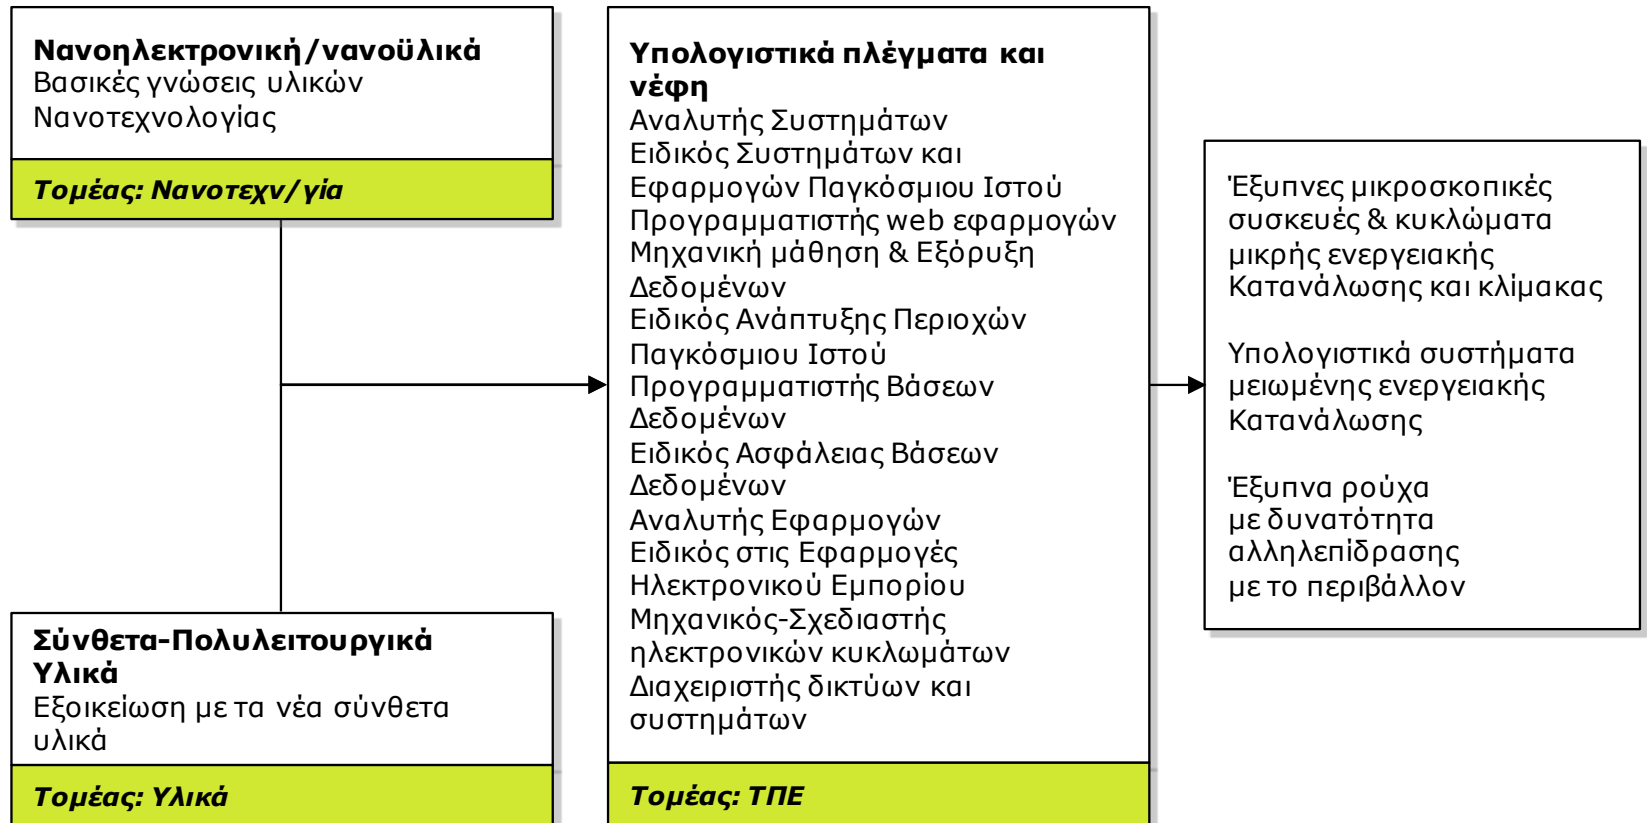 Νανοηλεκτρονική/νανοϋλικά
Βασικές γνώσεις υλικών
Νανοτεχνολογίας
Τομέας: Νανοτεχν/γία
Σύνθετα-Πολυλειτουργικά
Υλικά
Εξοικείωση με τα νέα σύνθετα
υλικά
Τομέας: Υλικά
Υπολογιστικά πλέγματα και
νέφη
Αναλυτής Συστημάτων
Ειδικός Συστημάτων και
Εφαρμογών Παγκόσμιου Ιστού
Προγραμματιστής web εφαρμογών
Μηχανική μάθηση & Εξόρυξη
Δεδομένων
Ειδικός Ανάπτυξης Περιοχών
Παγκόσμιου Ιστού
Προγραμματιστής Βάσεων
Δεδομένων
Ειδικός Ασφάλειας Βάσεων
Δεδομένων
Αναλυτής Εφαρμογών
Ειδικός στις Εφαρμογές
Ηλεκτρονικού Εμπορίου
Μηχανικός-Σχεδιαστής
ηλεκτρονικών κυκλωμάτων
Διαχειριστής δικτύων και
συστημάτων
Τομέας: ΤΠΕ
Έξυπνες μικροσκοπικές
συσκευές & κυκλώματα
μικρής ενεργειακής
Κατανάλωσης και κλίμακας
Υπολογιστικά συστήματα
μειωμένης ενεργειακής
Κατανάλωσης
Έξυπνα ρούχα
με δυνατότητα
αλληλεπίδρασης
με το περιβάλλον